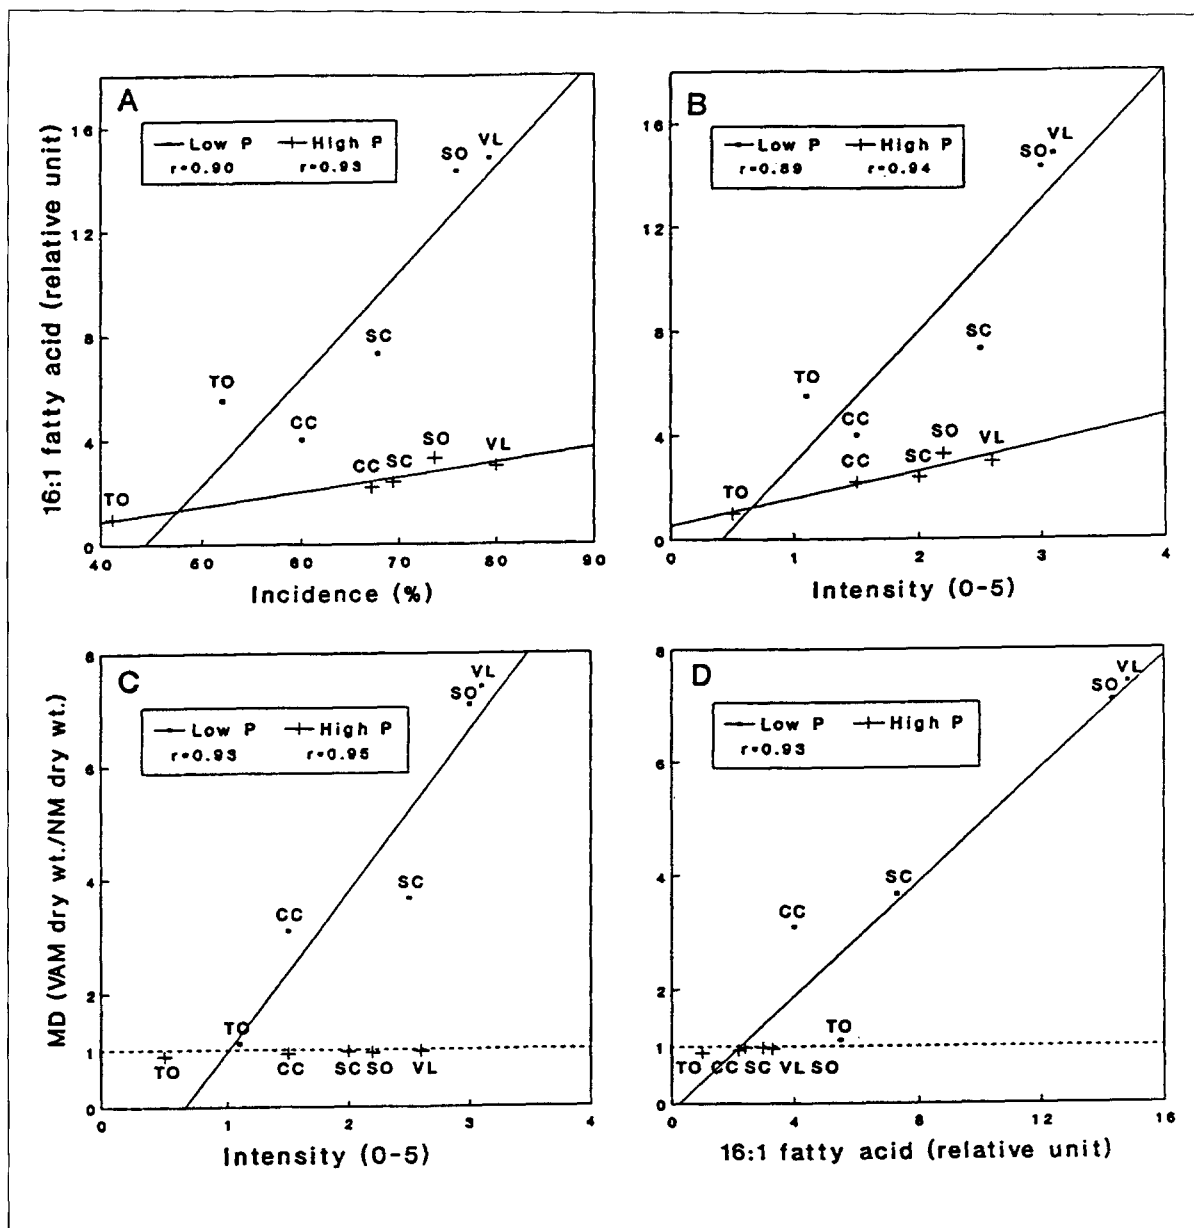 A
Low P High P
r=0.90 r=0.93
16:1 fatty acid (relative unit)
16
12
8
4
0
VL
SO
SC
TO
CC
SO
VL
CC
SC
TO
40 60 60 70 80 90
Incidence (%)
B
Low P High P
r=0.89 r=0.94
16
12
8
4
0
VL
SO
SC
TO
CC
SO
VL
CC
SC
TO
0 1 2 3 4
Intensity (0-5)
C
Low P High P
r=0.93 r=0.95
MD (VAM dry wt./NM dry wt.)
8
6
4
2
1
0
VL
SO
SC
CC
TO
TO CC SC SO VL
0 1 2 3 4
Intensity (0-5)
D
Low P High P
r=0.93
8
6
4
2
1
0
VL
SO
SC
CC
TO
TO CC SC VL SO
0 4 8 12 16
16:1 fatty acid (relative unit)